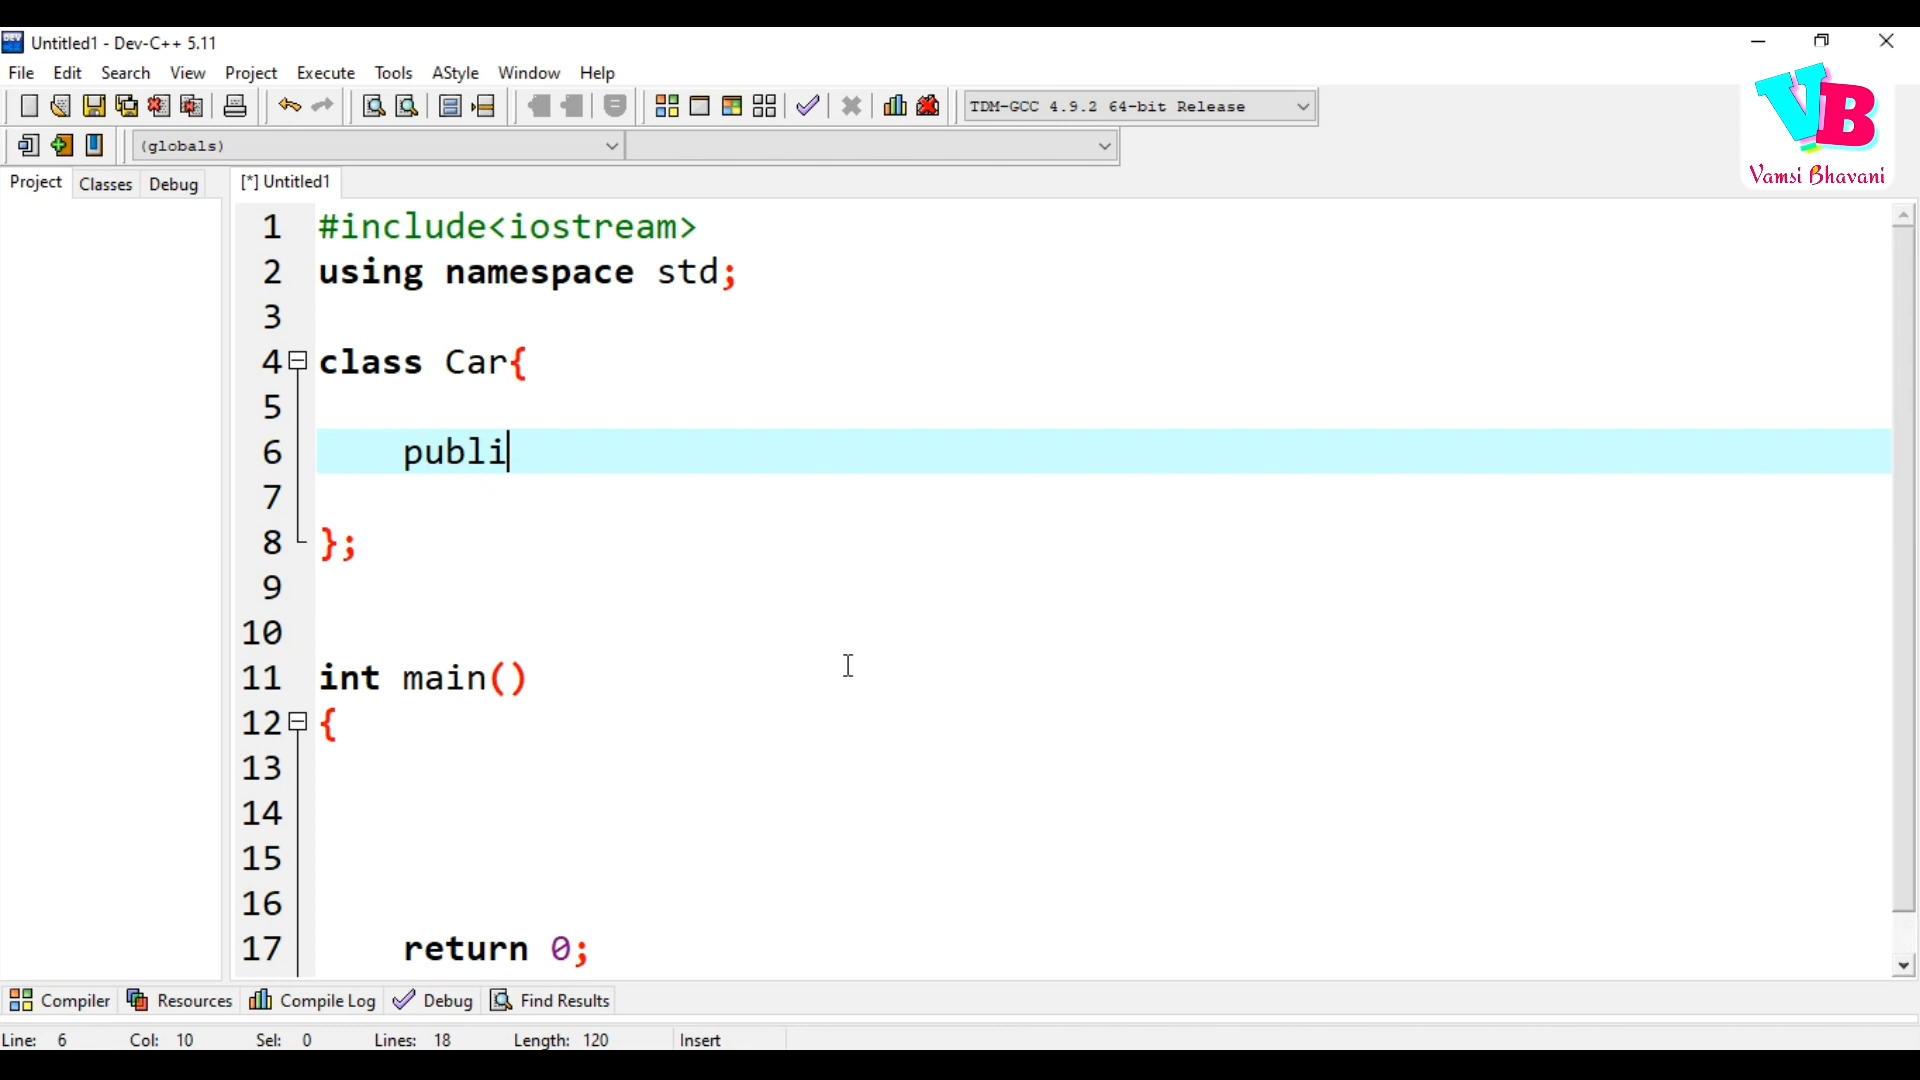 Untitled1 - Dev-C++ 5.11
File Edit Search View Project Execute Tools AStyle Window Help
TDM-GCC 4.9.2 64-bit Release
(globals)
VB
Vamsi Bhavani
Project Classes Debug [*] Untitled1
1 #include<iostream>
2 using namespace std;
3
4 class Car{
5
6 publi
7
8 };
9
10
11 int main()
12 {
13
14
15
16
17 return 0;
Compiler Resources Compile Log Debug Find Results
Line: 6 Col: 10 Sel: 0 Lines: 18 Length: 120 Insert